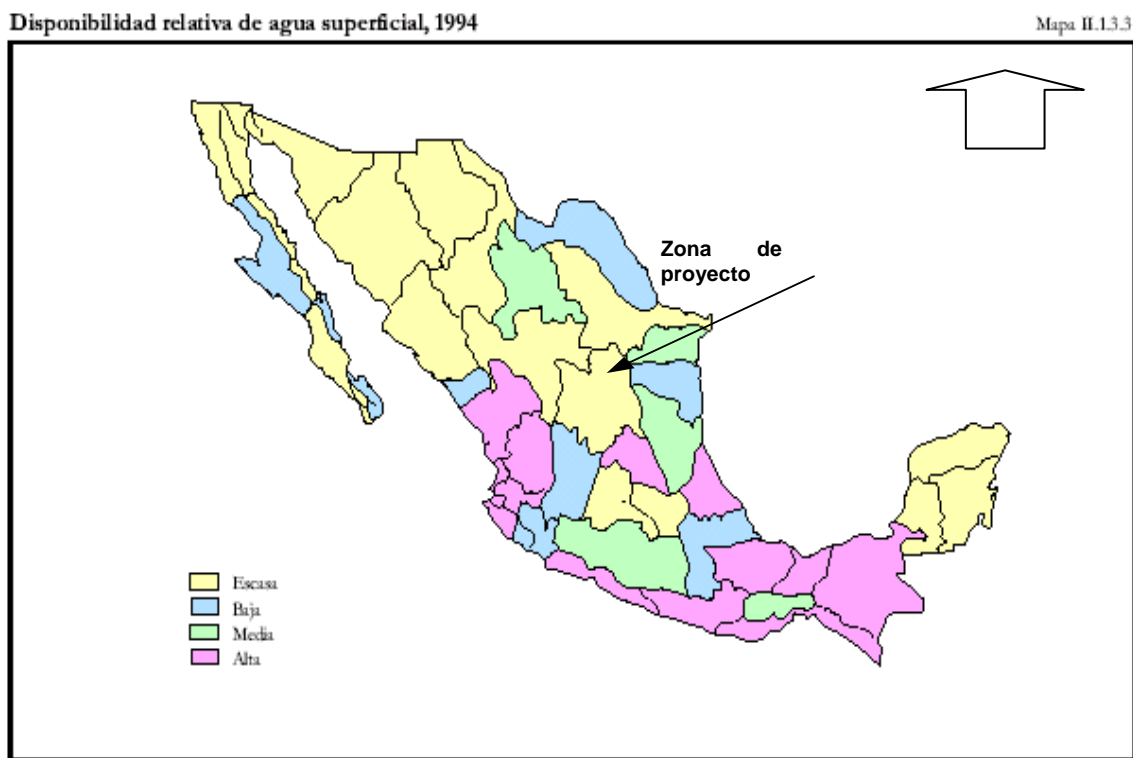 Disponibilidad relativa de agua superficial, 1994
Mapa II.1.3.3
Zona de
proyecto
Escasa
Baja
Media
Alta